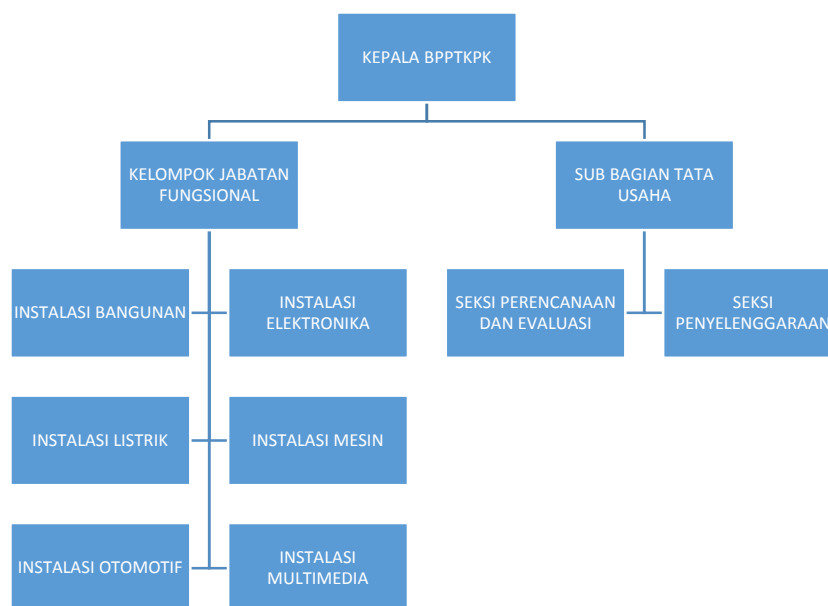 KEPALA BPPTKPK
KELOMPOK JABATAN
FUNGSIONAL
SUB BAGIAN TATA
USAHA
INSTALASI BANGUNAN
INSTALASI
ELEKTRONIKA
SEKSI PERENCANAAN
DAN EVALUASI
SEKSI
PENYELENGGARAAN
INSTALASI LISTRIK
INSTALASI MESIN
INSTALASI OTOMOTIF
INSTALASI
MULTIMEDIA